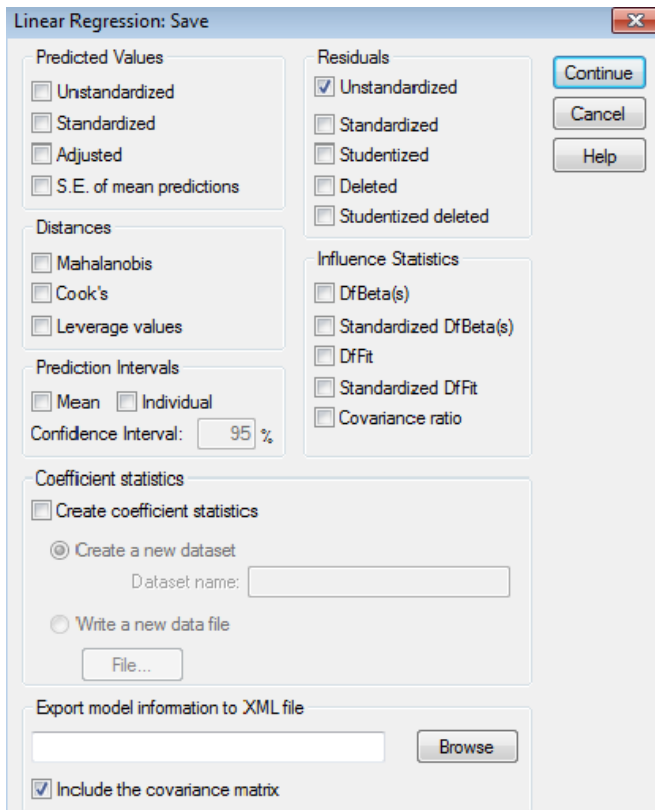 Linear Regression: Save
Predicted Values
Unstandardized
Standardized
Adjusted
S.E. of mean predictions
Distances
Mahalanobis
Cook's
Leverage values
Prediction Intervals
Mean Individual
Confidence Interval: 95 %
Residuals
Unstandardized
Standardized
Studentized
Deleted
Studentized deleted
Influence Statistics
DfBeta(s)
Standardized DfBeta(s)
DfFit
Standardized DfFit
Covariance ratio
Continue
Cancel
Help
Coefficient statistics
Create coefficient statistics
Create a new dataset
Dataset name:
Write a new data file
File...
Export model information to XML file
Browse
Include the covariance matrix